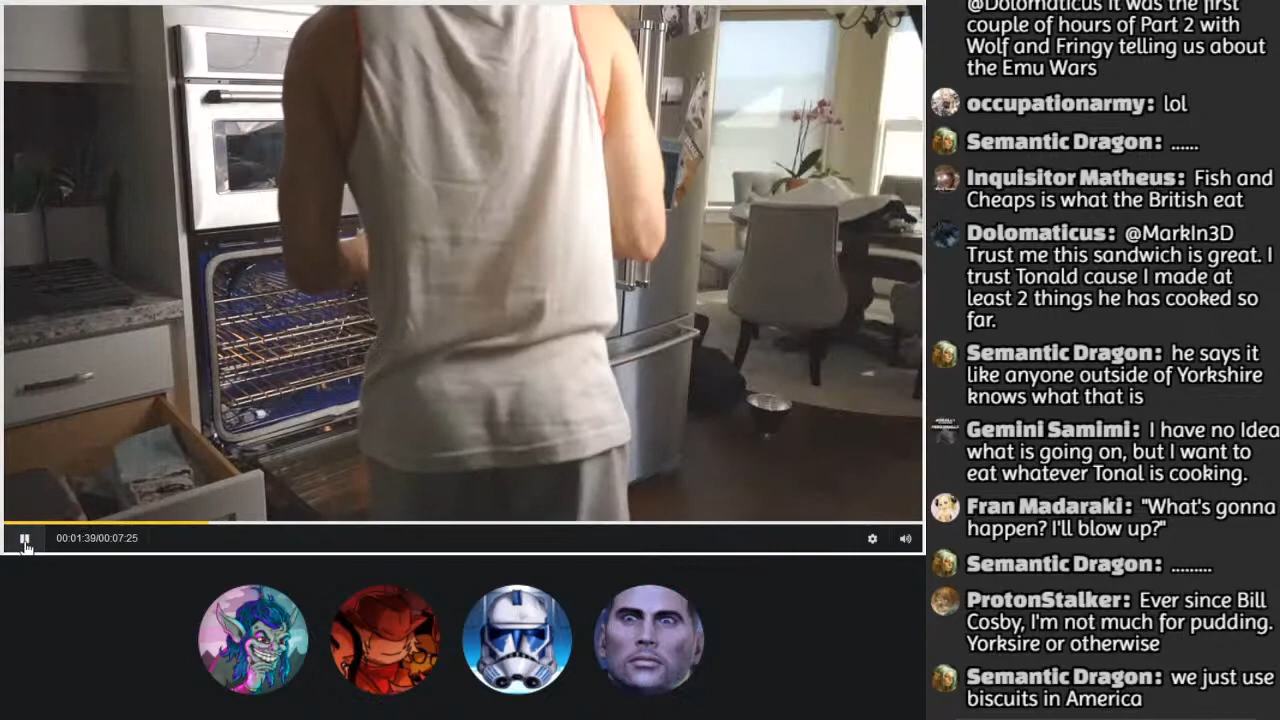 @Dolomaticus It was the first
couple of hours of Part 2 with
Wolf and Fringy telling us about
the Emu Wars
occupationarmy: lol
Semantic Dragon: ......
Inquisitor Matheus: Fish and
Cheaps is what the British eat
Dolomaticus: @MarkIn3D
Trust me this sandwich is great. I
trust Tonald cause I made at
least 2 things he has cooked so
far.
Semantic Dragon: he says it
like anyone outside of Yorkshire
knows what that is
Gemini Samimi: I have no Idea
what is going on, but I want to
eat whatever Tonal is cooking.
Fran Madaraki: "What's gonna
happen? I'll blow up?"
Semantic Dragon: .........
ProtonStalker: Ever since Bill
Cosby, I'm not much for pudding.
Yorksire or otherwise
Semantic Dragon: we just use
biscuits in America
00:01:39/00:07:25